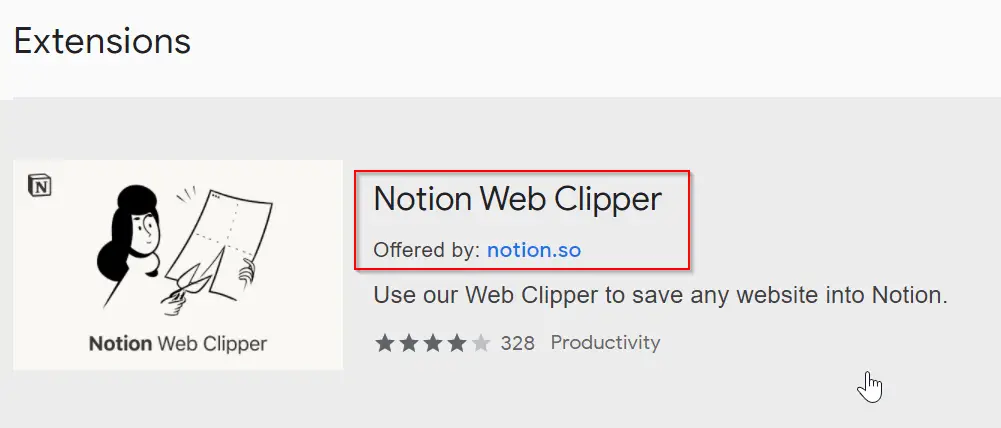 Extensions
N
Notion Web Clipper
Notion Web Clipper
Offered by: notion.so
Use our Web Clipper to save any website into Notion.
328 Productivity